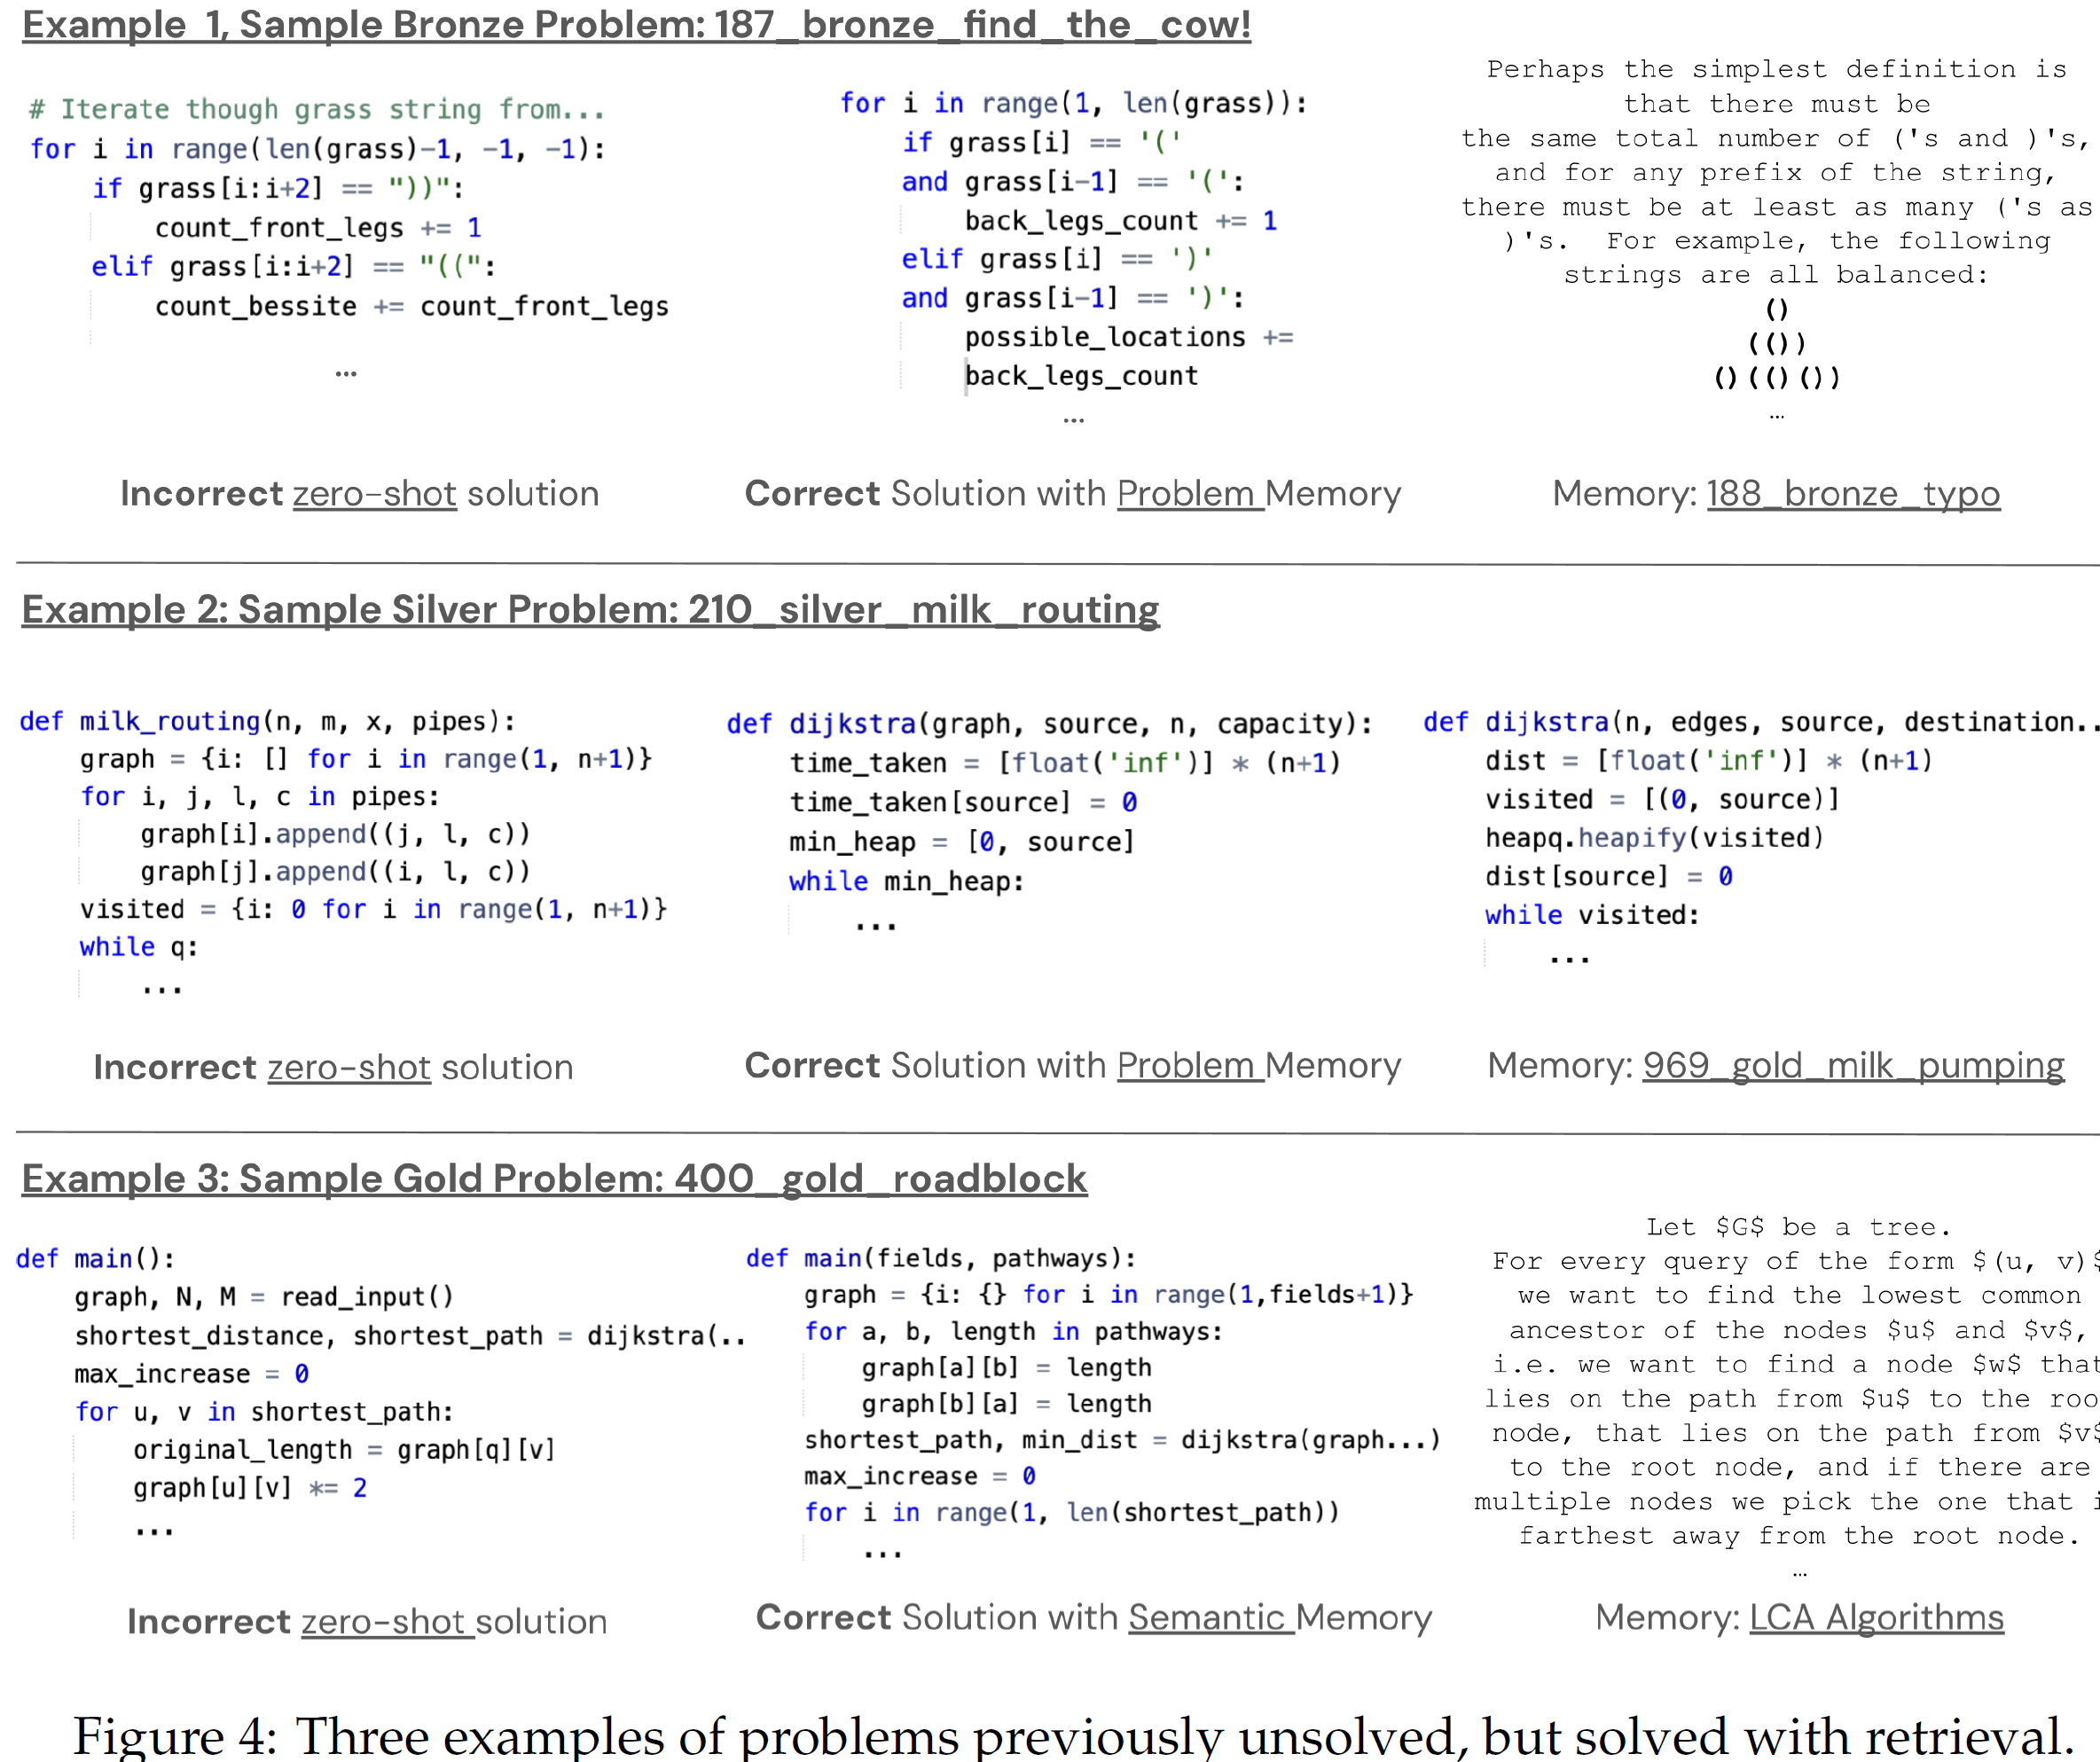 Example 1, Sample Bronze Problem: 187_bronze_find_the_cow!
# Iterate though grass string from...
for i in range(len(grass)-1, -1, -1):
    if grass[i:i+2] == "))":
        count_front_legs += 1
    elif grass[i:i+2] == "((":
        count_bessite += count_front_legs
...
Incorrect zero-shot solution
for i in range(1, len(grass)):
    if grass[i] == '('
    and grass[i-1] == '(':
        back_legs_count += 1
    elif grass[i] == ')'
    and grass[i-1] == ')':
        possible_locations +=
        back_legs_count
...
Correct Solution with Problem Memory
Perhaps the simplest definition is
that there must be
the same total number of ('s and )'s,
and for any prefix of the string,
there must be at least as many ('s as
)'s.  For example, the following
strings are all balanced:
()
(())
()(()())
...
Memory: 188_bronze_typo
Example 2: Sample Silver Problem: 210_silver_milk_routing
def milk_routing(n, m, x, pipes):
    graph = {i: [] for i in range(1, n+1)}
    for i, j, l, c in pipes:
        graph[i].append((j, l, c))
        graph[j].append((i, l, c))
    visited = {i: 0 for i in range(1, n+1)}
    while q:
        ...
Incorrect zero-shot solution
def dijkstra(graph, source, n, capacity):
    time_taken = [float('inf')] * (n+1)
    time_taken[source] = 0
    min_heap = [0, source]
    while min_heap:
        ...
Correct Solution with Problem Memory
def dijkstra(n, edges, source, destination..
    dist = [float('inf')] * (n+1)
    visited = [(0, source)]
    heapq.heapify(visited)
    dist[source] = 0
    while visited:
        ...
Memory: 969_gold_milk_pumping
Example 3: Sample Gold Problem: 400_gold_roadblock
def main():
    graph, N, M = read_input()
    shortest_distance, shortest_path = dijkstra(..
    max_increase = 0
    for u, v in shortest_path:
        original_length = graph[q][v]
        graph[u][v] *= 2
        ...
Incorrect zero-shot solution
def main(fields, pathways):
    graph = {i: {} for i in range(1,fields+1)}
    for a, b, length in pathways:
        graph[a][b] = length
        graph[b][a] = length
    shortest_path, min_dist = dijkstra(graph...)
    max_increase = 0
    for i in range(1, len(shortest_path))
        ...
Correct Solution with Semantic Memory
Let $G$ be a tree.
For every query of the form $(u, v)$
we want to find the lowest common
ancestor of the nodes $u$ and $v$,
i.e. we want to find a node $w$ that
lies on the path from $u$ to the roo
node, that lies on the path from $v$
to the root node, and if there are
multiple nodes we pick the one that i
farthest away from the root node.
...
Memory: LCA Algorithms
Figure 4: Three examples of problems previously unsolved, but solved with retrieval.